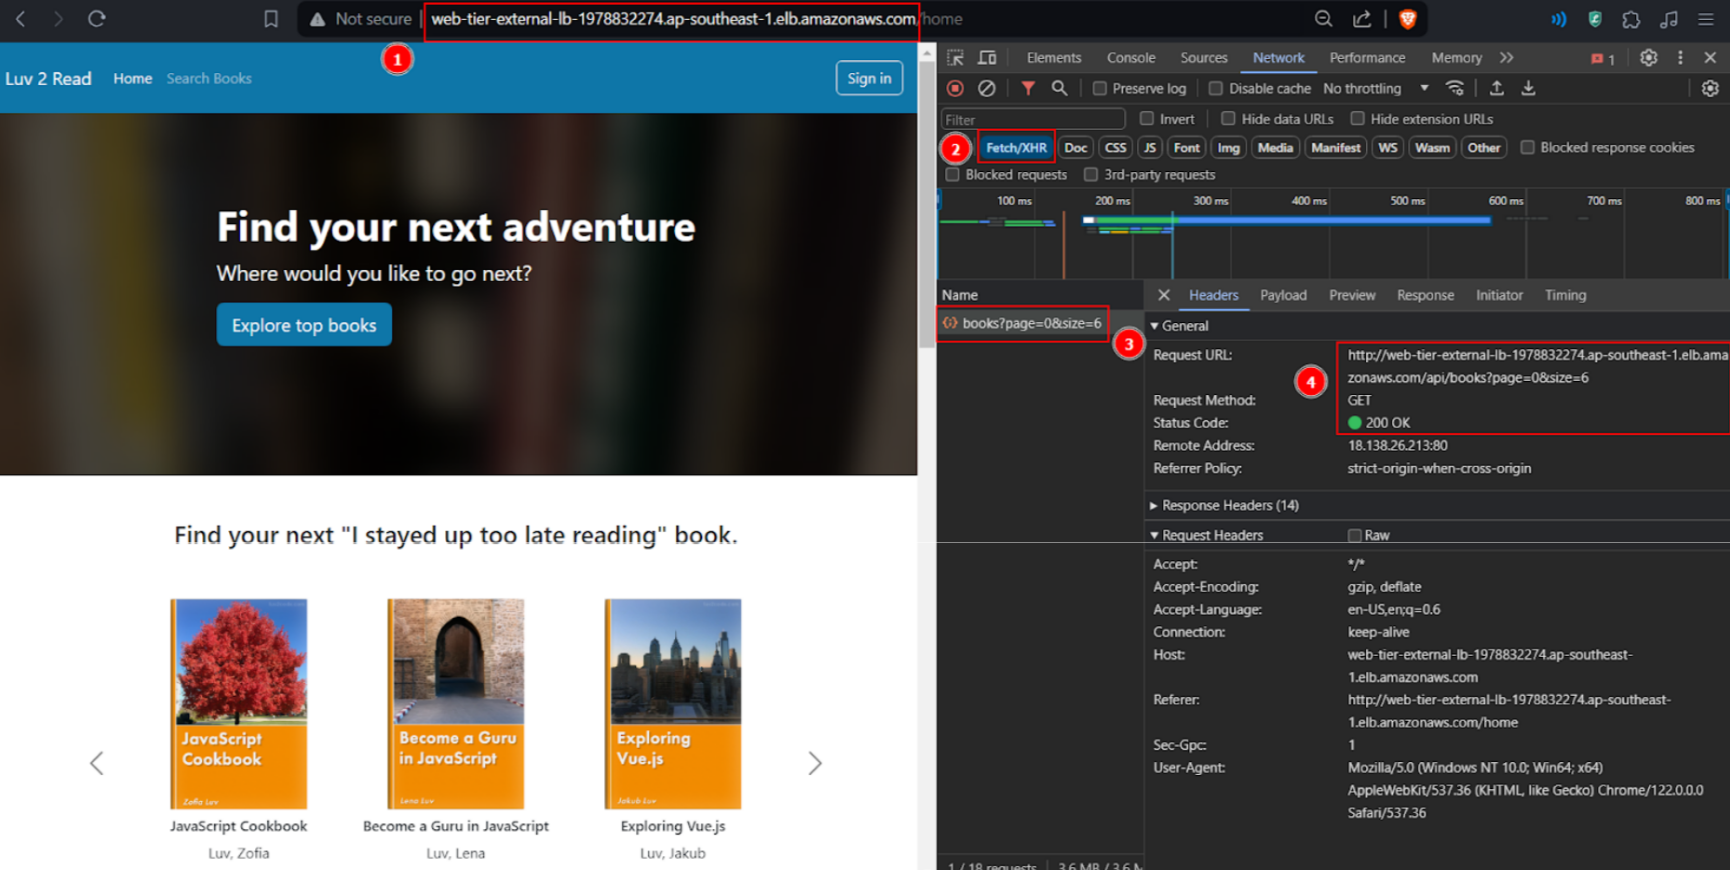 Not secure web-tier-external-lb-1978832274.ap-southeast-1.elb.amazonaws.com/home
1
Luv 2 Read Home Search Books Sign in
Find your next adventure
Where would you like to go next?
Explore top books
Find your next "I stayed up too late reading" book.
JavaScript
Cookbook
Zofia Luv
Become a Guru
in JavaScript
Lena Luv
Exploring
Vue.js
Jakub Luv
JavaScript Cookbook
Luv, Zofia
Become a Guru in JavaScript
Luv, Lena
Exploring Vue.js
Luv, Jakub
Elements Console Sources Network Performance Memory 1
Preserve log Disable cache No throttling
Filter Invert Hide data URLs Hide extension URLs
2 Fetch/XHR Doc CSS JS Font Img Media Manifest WS Wasm Other Blocked response cookies
Blocked requests 3rd-party requests
100 ms 200 ms 300 ms 400 ms 500 ms 600 ms 700 ms 800 ms
Name
books?page=0&size=6
3
Headers Payload Preview Response Initiator Timing
General
Request URL: http://web-tier-external-lb-1978832274.ap-southeast-1.elb.ama
zonaws.com/api/books?page=0&size=6
4
Request Method: GET
Status Code: 200 OK
Remote Address: 18.138.26.213:80
Referrer Policy: strict-origin-when-cross-origin
Response Headers (14)
Request Headers Raw
Accept: */*
Accept-Encoding: gzip, deflate
Accept-Language: en-US,en;q=0.6
Connection: keep-alive
Host: web-tier-external-lb-1978832274.ap-southeast-
1.elb.amazonaws.com
Referer: http://web-tier-external-lb-1978832274.ap-southeast-
1.elb.amazonaws.com/home
Sec-Gpc: 1
User-Agent: Mozilla/5.0 (Windows NT 10.0; Win64; x64)
AppleWebKit/537.36 (KHTML, like Gecko) Chrome/122.0.0.0
Safari/537.36
1 / 18 requests 3.6 MB / 3.6 M